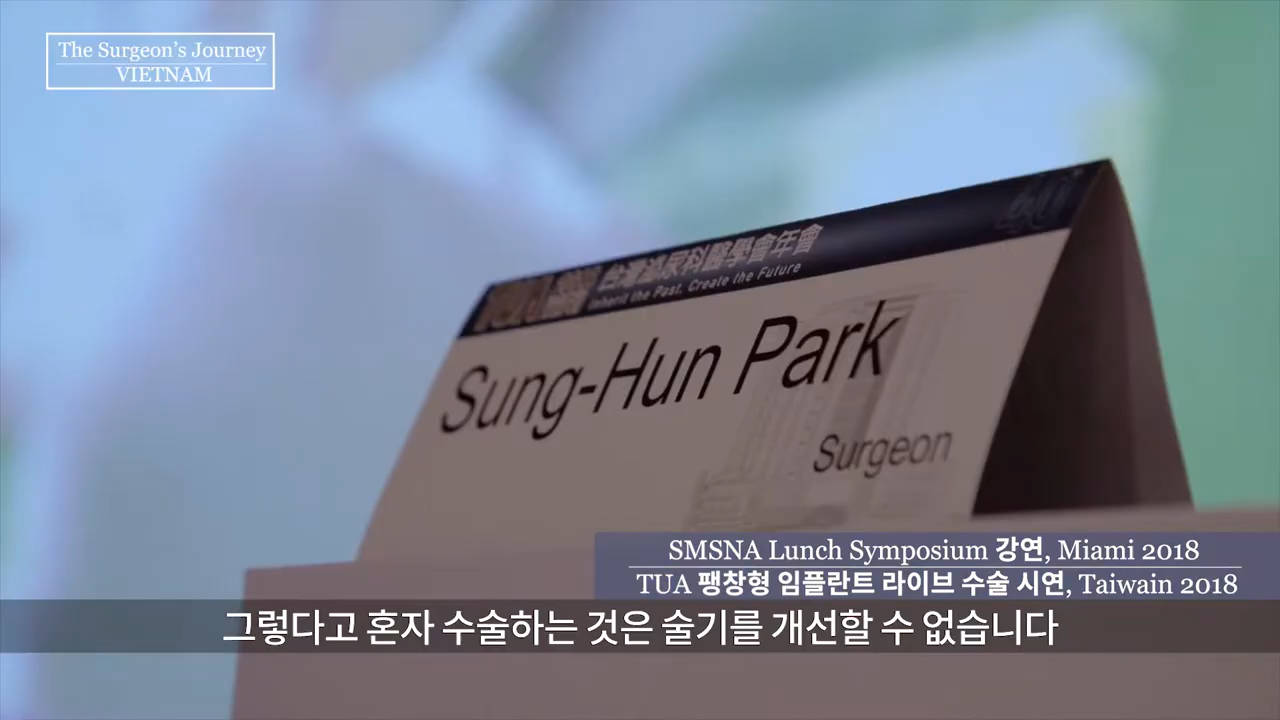 The Surgeon's Journey
VIETNAM
台灣泌尿科醫學會年會
Inherit the Past, Create the Future
Sung-Hun Park
Surgeon
SMSNA Lunch Symposium 강연, Miami 2018
TUA 팽창형 임플란트 라이브 수술 시연, Taiwain 2018
그렇다고 혼자 수술하는 것은 술기를 개선할 수 없습니다